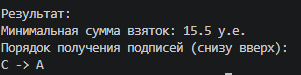 Результат:
Минимальная сумма взяток: 15.5 у.е.
Порядок получения подписей (снизу вверх):
C -> A